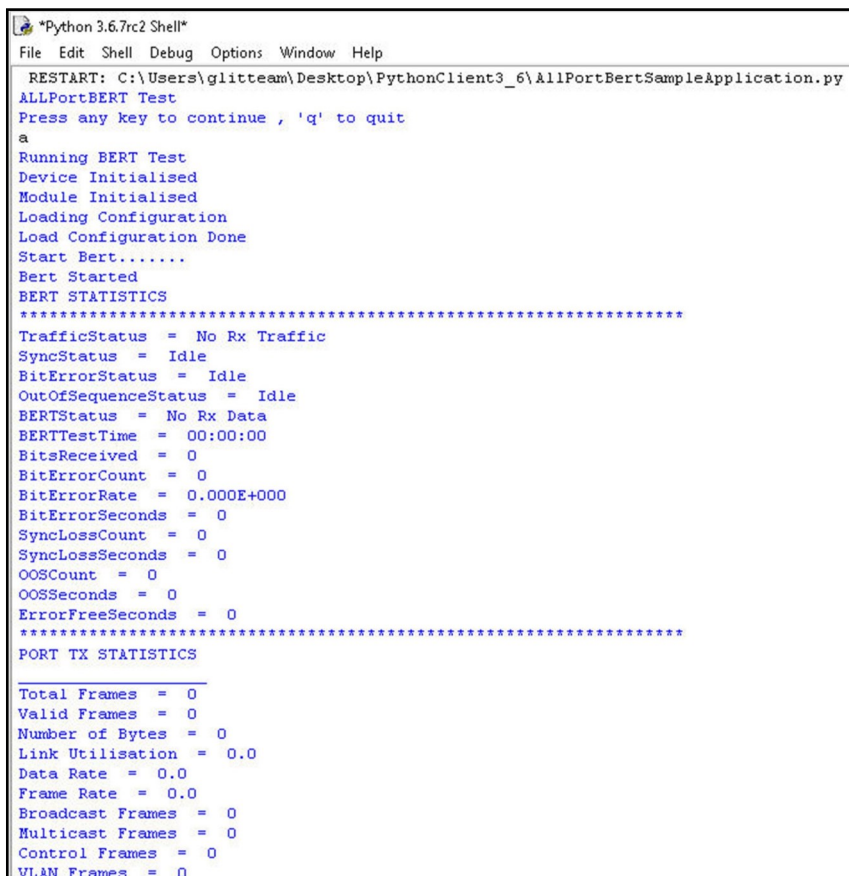 *Python 3.6.7rc2 Shell*
File Edit Shell Debug Options Window Help
RESTART: C:\Users\glitteam\Desktop\PythonClient3_6\AllPortBertSampleApplication.py
ALLPortBERT Test
Press any key to continue , 'q' to quit
a
Running BERT Test
Device Initialised
Module Initialised
Loading Configuration
Load Configuration Done
Start Bert.......
Bert Started
BERT STATISTICS
*******************************************************************
TrafficStatus = No Rx Traffic
SyncStatus = Idle
BitErrorStatus = Idle
OutOfSequenceStatus = Idle
BERTStatus = No Rx Data
BERTTestTime = 00:00:00
BitsReceived = 0
BitErrorCount = 0
BitErrorRate = 0.000E+000
BitErrorSeconds = 0
SyncLossCount = 0
SyncLossSeconds = 0
OOSCount = 0
OOSSeconds = 0
ErrorFreeSeconds = 0
*******************************************************************
PORT TX STATISTICS
___________________
Total Frames = 0
Valid Frames = 0
Number of Bytes = 0
Link Utilisation = 0.0
Data Rate = 0.0
Frame Rate = 0.0
Broadcast Frames = 0
Multicast Frames = 0
Control Frames = 0
VLAN Frames = 0